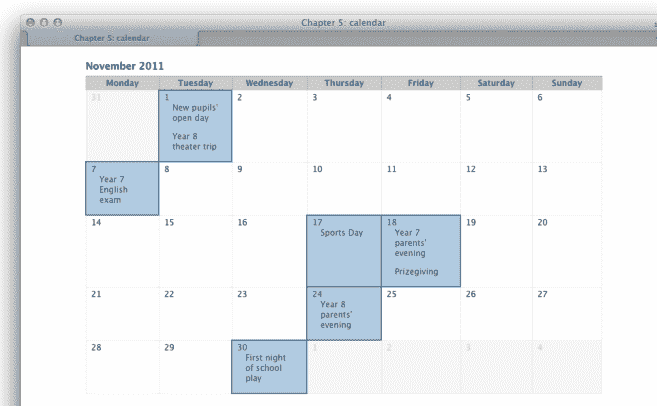 Chapter 5: calendar
Chapter 5: calendar
November 2011
Monday Tuesday Wednesday Thursday Friday Saturday Sunday
31 1 2 3 4 5 6
New pupils'
open day
Year 8
theater trip
7 8 9 10 11 12 13
Year 7
English
exam
14 15 16 17 18 19 20
Sports Day
Year 7
parents'
evening
Prizegiving
21 22 23 24 25 26 27
Year 8
parents'
evening
28 29 30 1 2 3 4
First night
of school
play